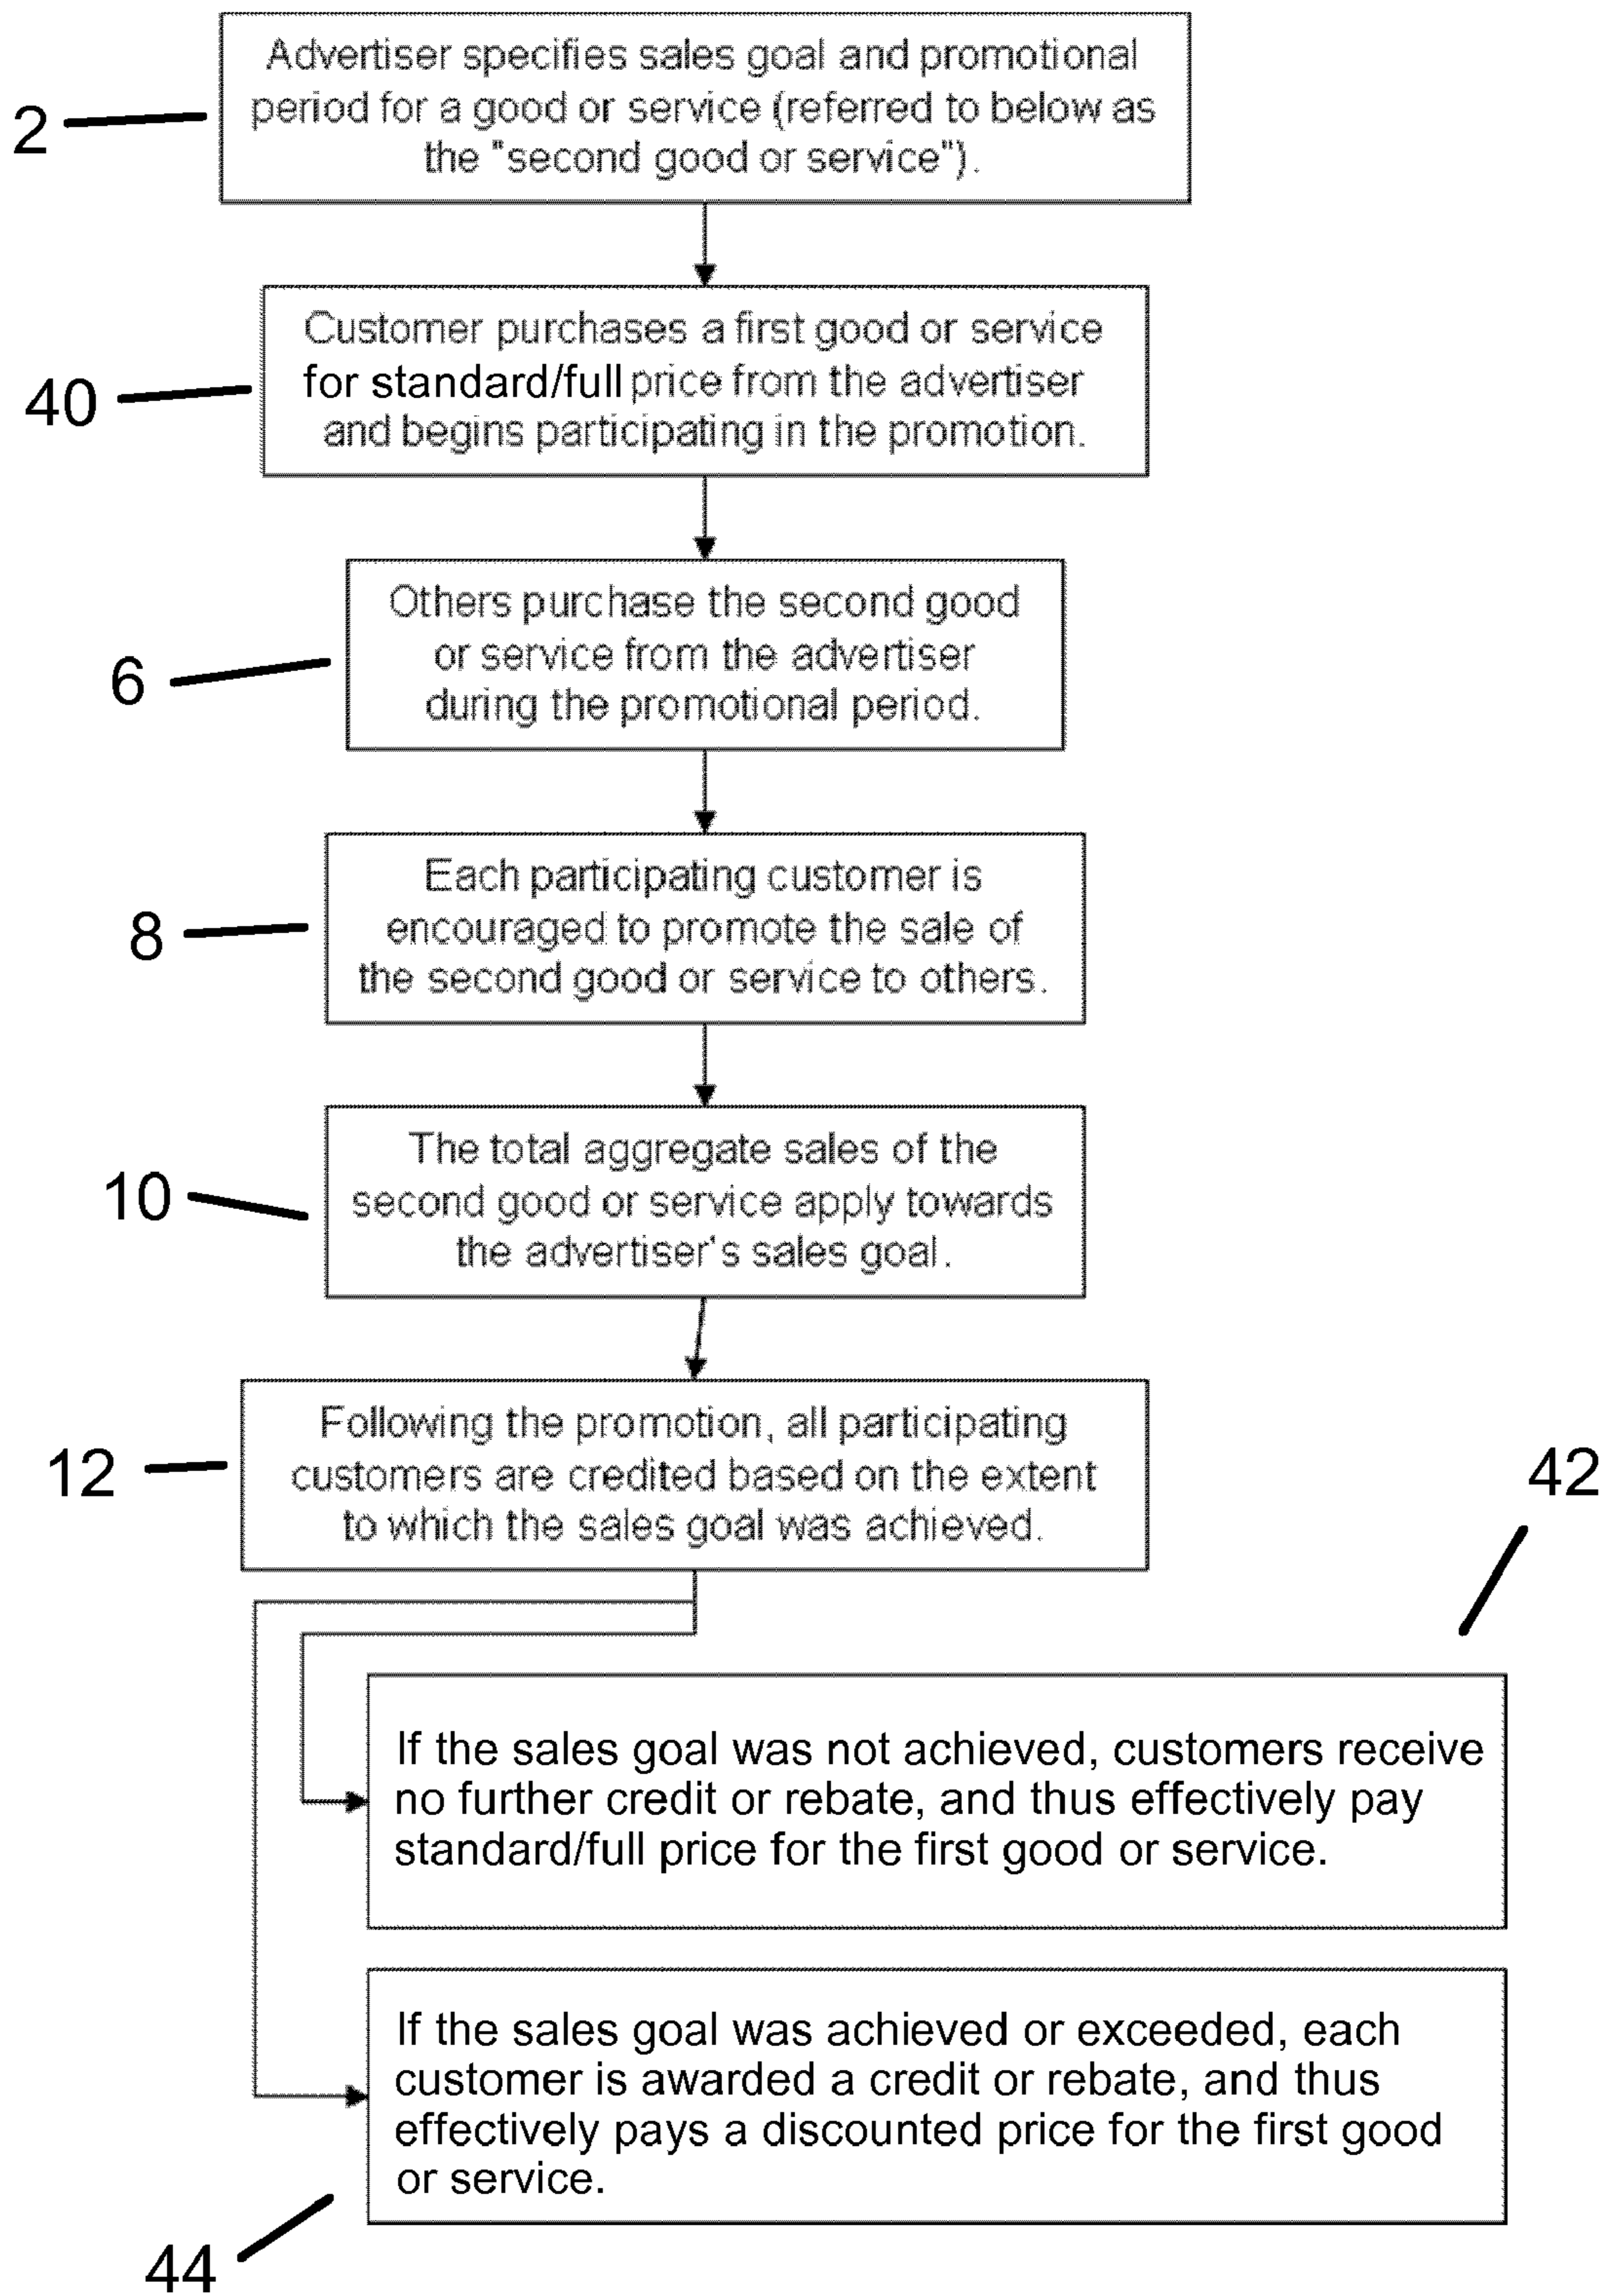 Advertiser specifies sales goal and promotional
2
period for a good or service (referred to below as
the "second good or service").
Customer purchases a first good or service
40
for standard/full price from the advertiser
and begins participating in the promotion.
Others purchase the second good
6
or service from the advertiser
during the promotional period.
Each participating customer is
8
encouraged to promote the sale of
the second good or service to others.
The total aggregate sales of the
10
second good or service apply towards
the advertiser's sales goal.
Following the promotion, all participating
12
customers are credited based on the extent
42
to which the sales goal was achieved.
If the sales goal was not achieved, customers receive
no further credit or rebate, and thus effectively pay
standard/full price for the first good or service.
If the sales goal was achieved or exceeded, each
customer is awarded a credit or rebate, and thus
effectively pays a discounted price for the first good
or service.
44